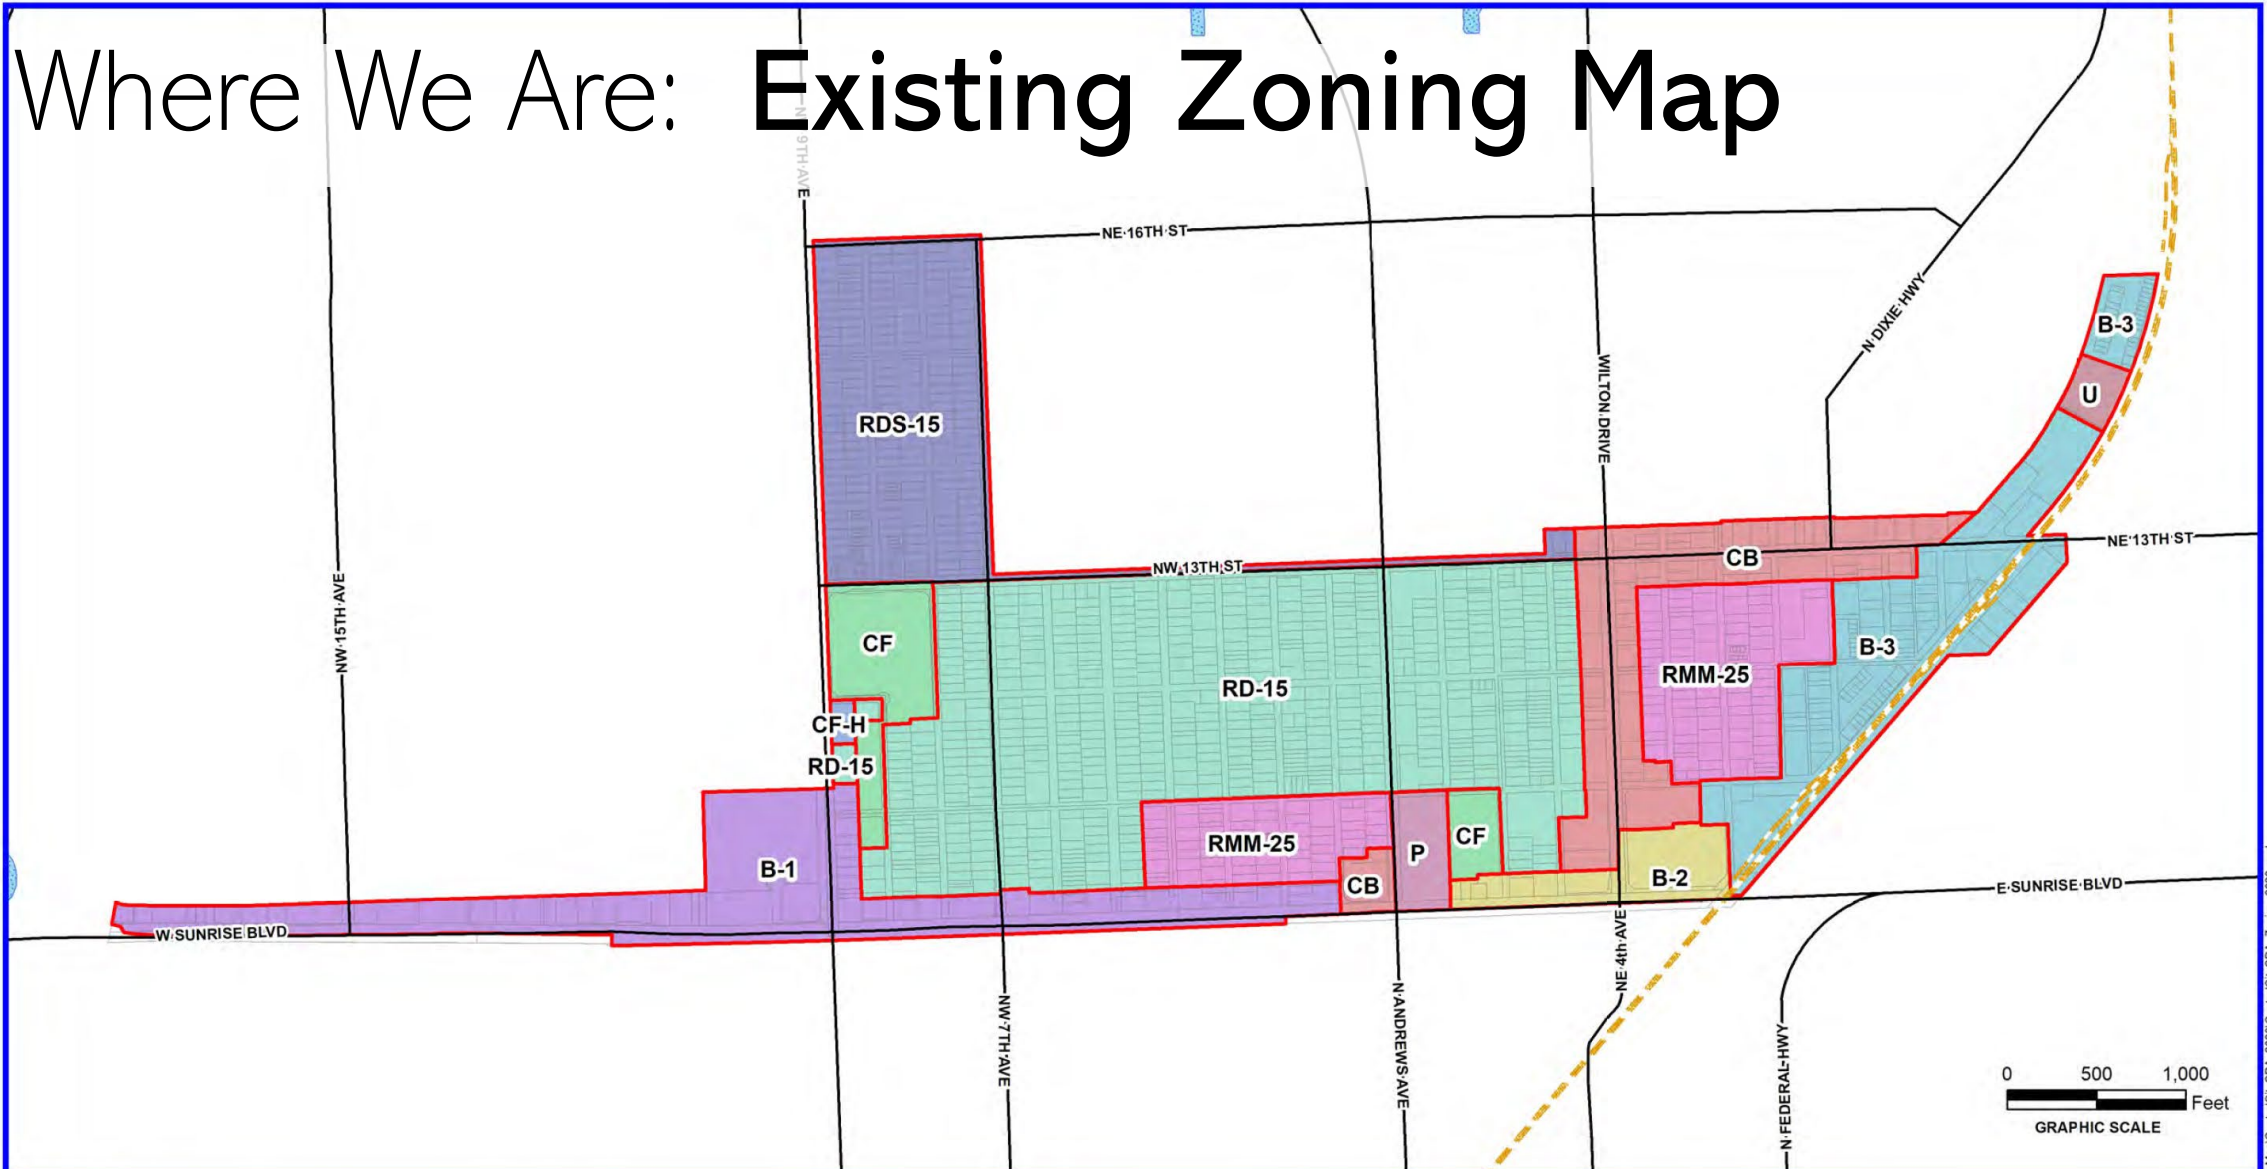 Where We Are: Existing Zoning Map
NE 16TH ST
N DIXIE HWY
B-3
U
WILTON DRIVE
RDS-15
NW 13TH ST
CB
NE 13TH ST
NW 15TH AVE
CF
RD-15
RMM-25
B-3
CF-H
RD-15
B-1
RMM-25
CB
P
CF
B-2
E SUNRISE BLVD
W SUNRISE BLVD
NE 4th AVE
NW 7TH AVE
N ANDREWS AVE
N FEDERAL HWY
0 500 1,000
Feet
GRAPHIC SCALE